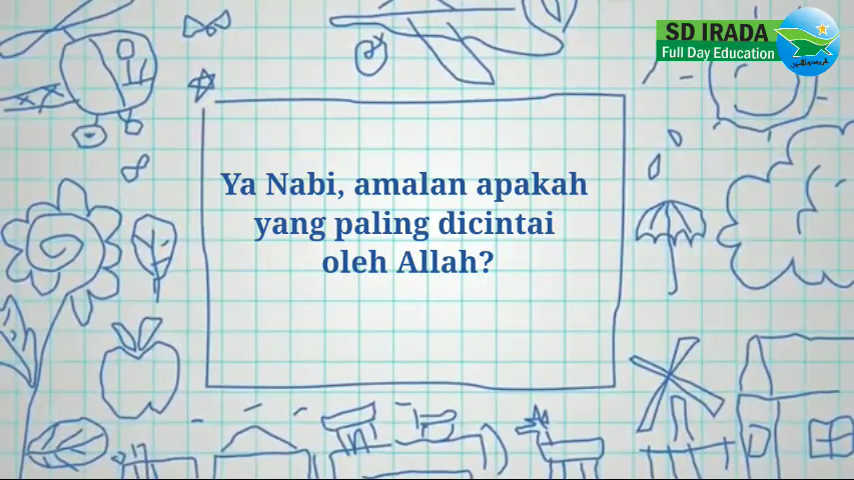 SD IRADA
Full Day Education
Ya Nabi, amalan apakah
yang paling dicintai
oleh Allah?